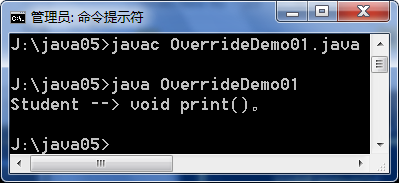 管理员: 命令提示符
J:\java05>javac OverrideDemo01.java
J:\java05>java OverrideDemo01
Student --> void print()。
J:\java05>